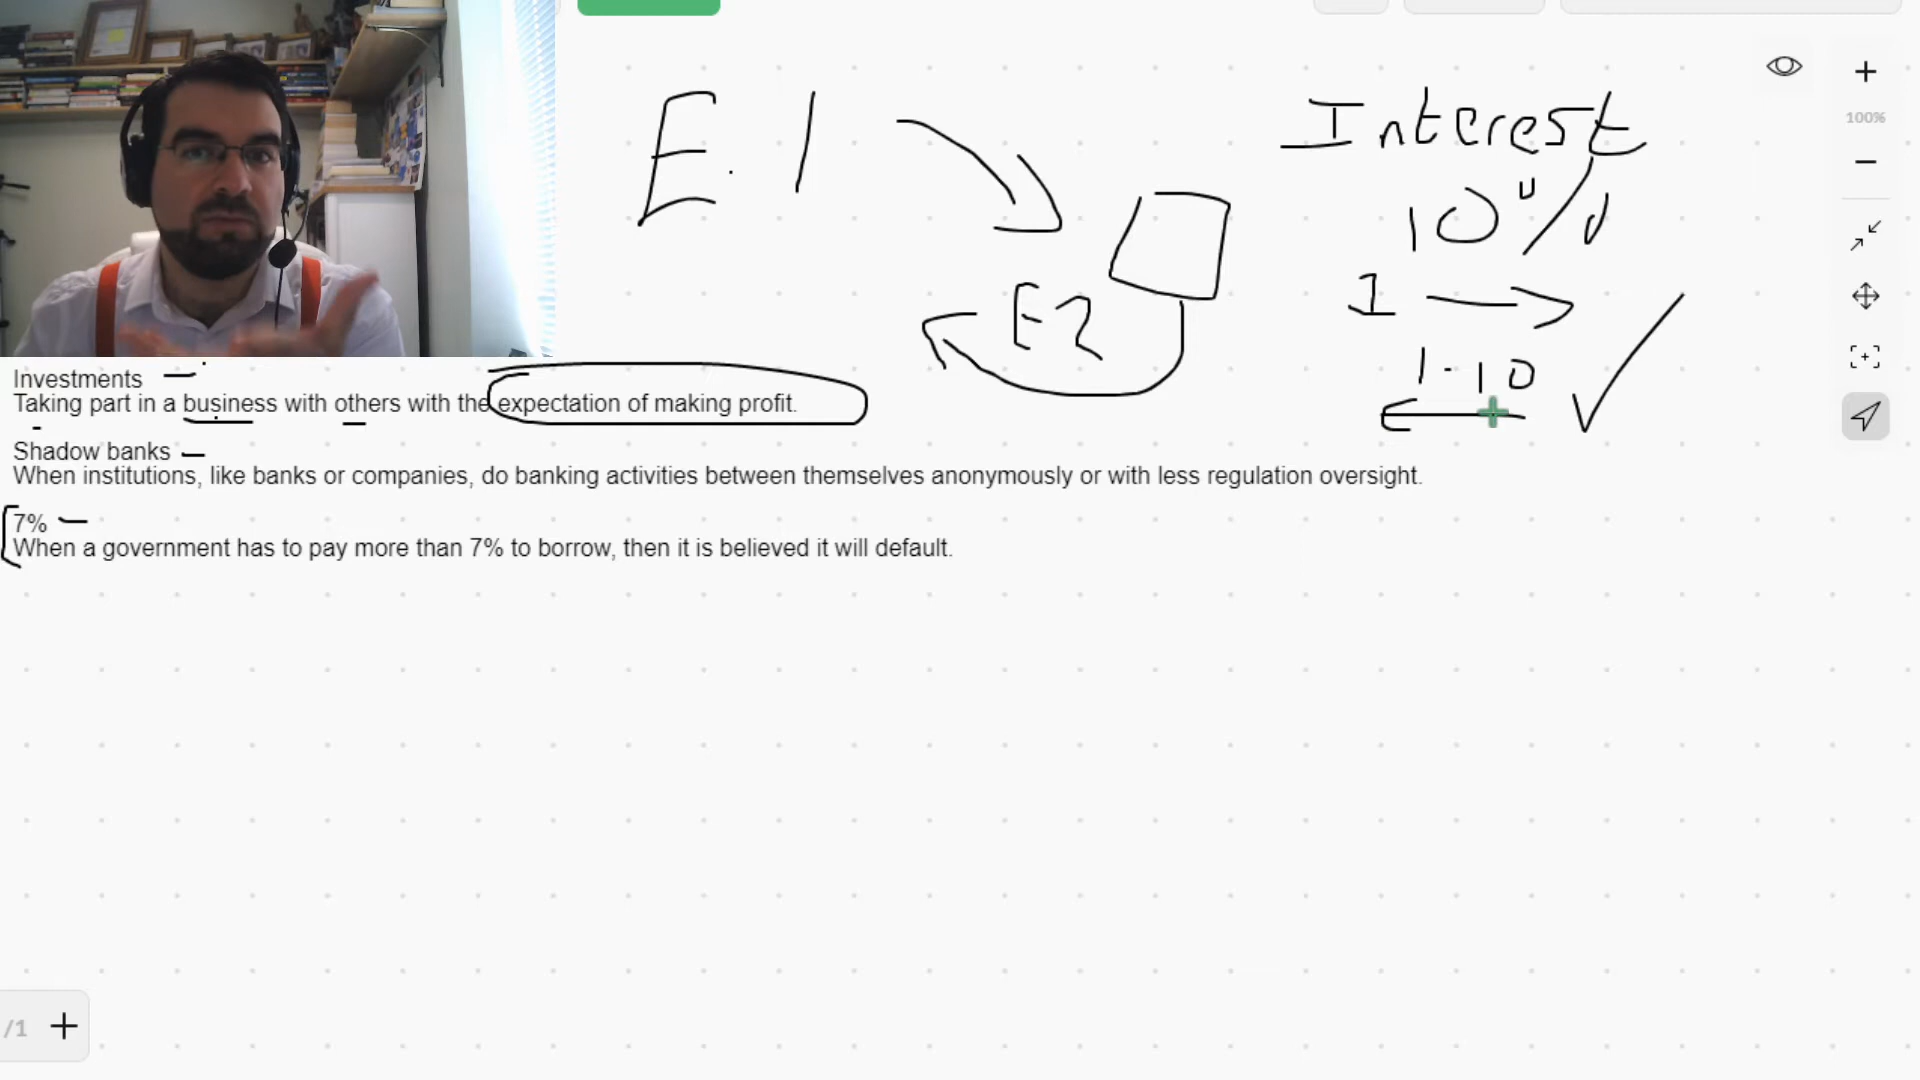 E. 1
Interest
10%
1
1.10
E2
100%
Investments
Taking part in a business with others with the expectation of making profit.
Shadow banks
When institutions, like banks or companies, do banking activities between themselves anonymously or with less regulation oversight.
7%
When a government has to pay more than 7% to borrow, then it is believed it will default.
/1